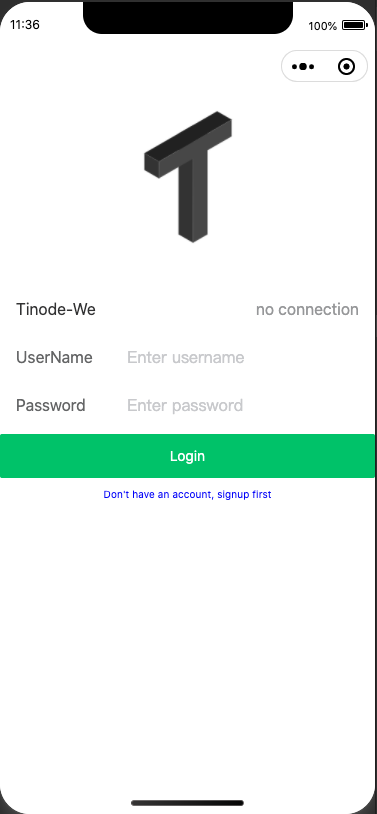 11:36
100%
Tinode-We
no connection
UserName
Enter username
Password
Enter password
Login
Don't have an account, signup first